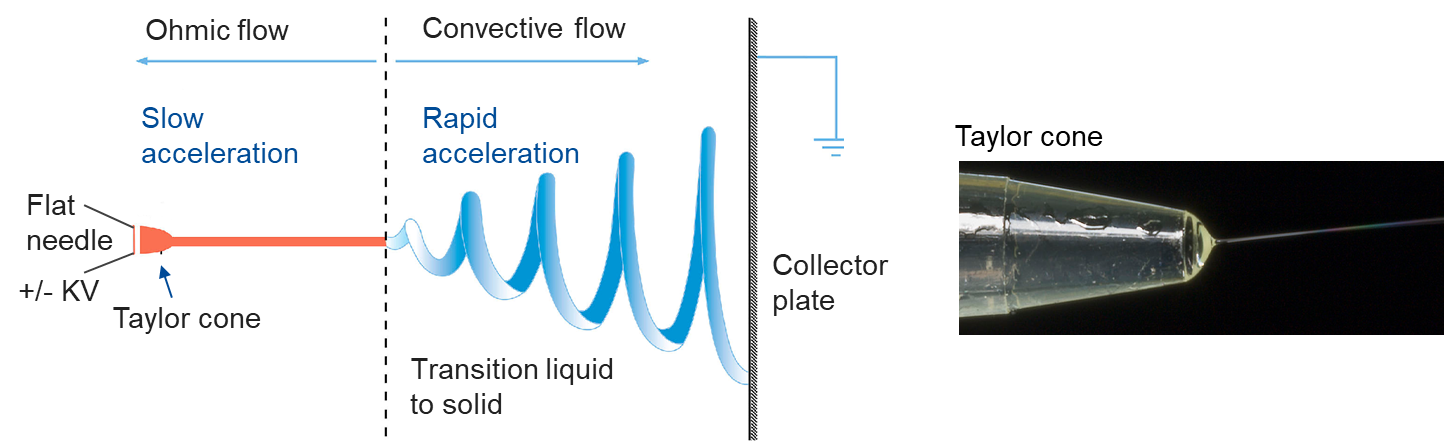 Ohmic flow
Convective flow
Slow
acceleration
Rapid
acceleration
Flat
needle
+/- KV
Taylor cone
Transition liquid
to solid
Collector
plate
Taylor cone